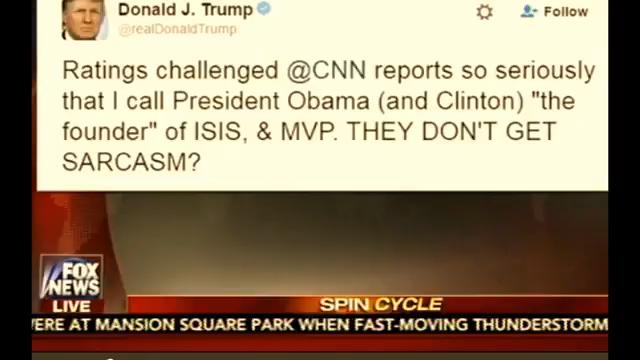 Donald J. Trump
@realDonaldTrump
Follow
Ratings challenged @CNN reports so seriously
that I call President Obama (and Clinton) "the
founder" of ISIS, & MVP. THEY DON'T GET
SARCASM?
FOX
NEWS
LIVE
SPIN CYCLE
ERE AT MANSION SQUARE PARK WHEN FAST-MOVING THUNDERSTORM